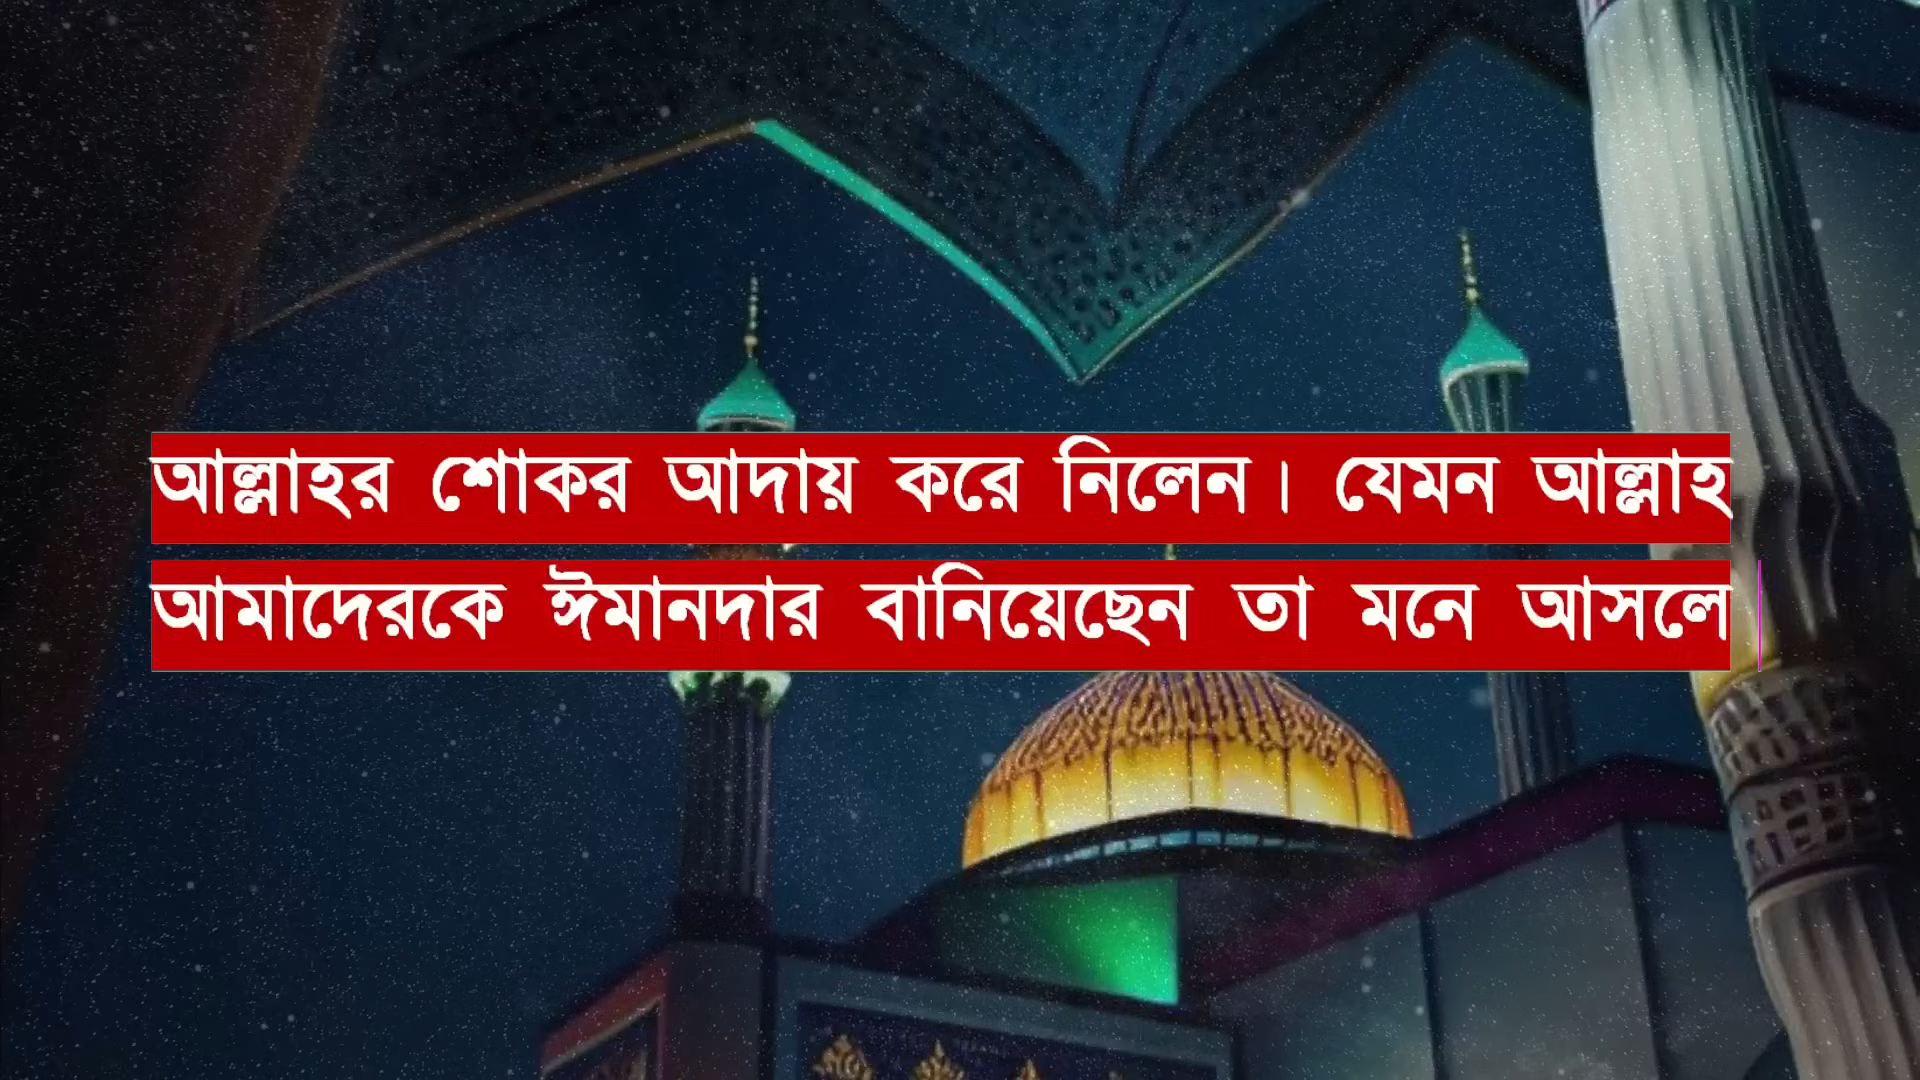 আল্লাহর শোকর আদায় করে নিলেন। যেমন আল্লাহ
আমাদেরকে ঈমানদার বানিয়েছেন তা মনে আসলে